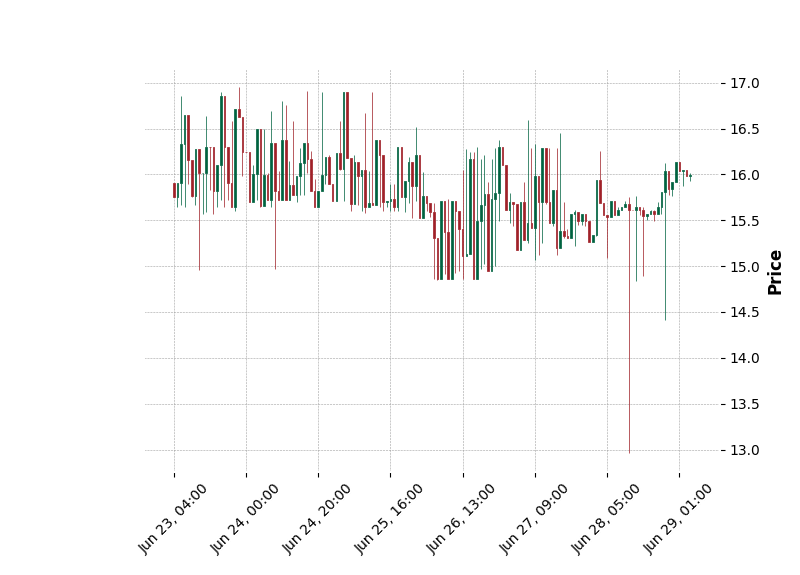 17.0
16.5
16.0
15.5
15.0
14.5
14.0
13.5
13.0
Price
Jun 23, 04:00
Jun 24, 00:00
Jun 24, 20:00
Jun 25, 16:00
Jun 26, 13:00
Jun 27, 09:00
Jun 28, 05:00
Jun 29, 01:00